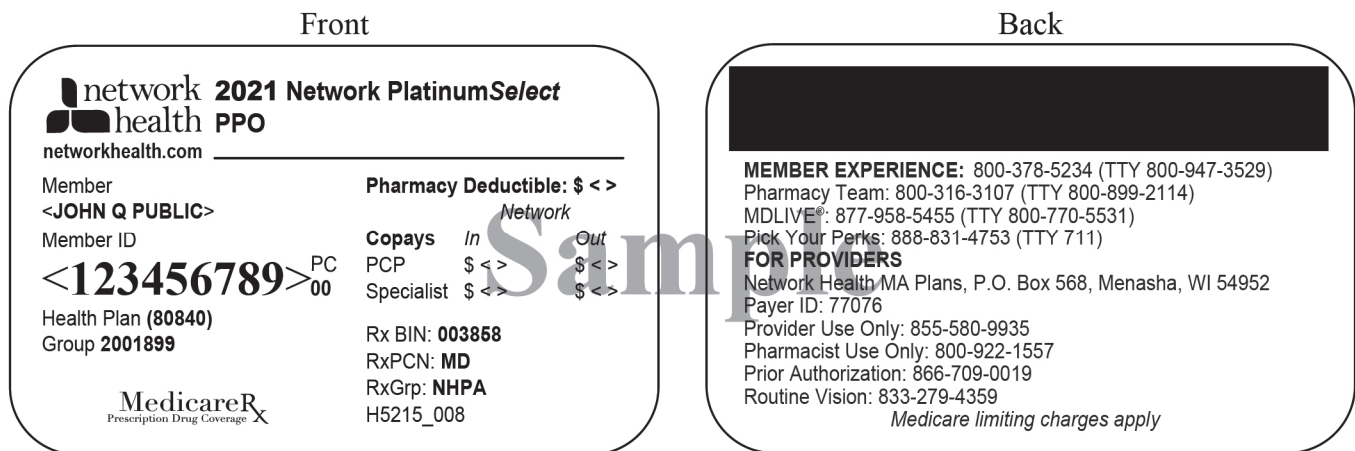 Front
network health 2021 Network PlatinumSelect
PPO
networkhealth.com
Member
<JOHN Q PUBLIC>
Member ID
<123456789> PC 00
Health Plan (80840)
Group 2001899
MedicareRx
Prescription Drug Coverage
Pharmacy Deductible: $ < >
Network
Copays In Out
PCP $ < > $ < >
Specialist $ < > $ < >
Rx BIN: 003858
RxPCN: MD
RxGrp: NHPA
H5215_008
Sample
Back
MEMBER EXPERIENCE: 800-378-5234 (TTY 800-947-3529)
Pharmacy Team: 800-316-3107 (TTY 800-899-2114)
MDLIVE®: 877-958-5455 (TTY 800-770-5531)
Pick Your Perks: 888-831-4753 (TTY 711)
FOR PROVIDERS
Network Health MA Plans, P.O. Box 568, Menasha, WI 54952
Payer ID: 77076
Provider Use Only: 855-580-9935
Pharmacist Use Only: 800-922-1557
Prior Authorization: 866-709-0019
Routine Vision: 833-279-4359
Medicare limiting charges apply